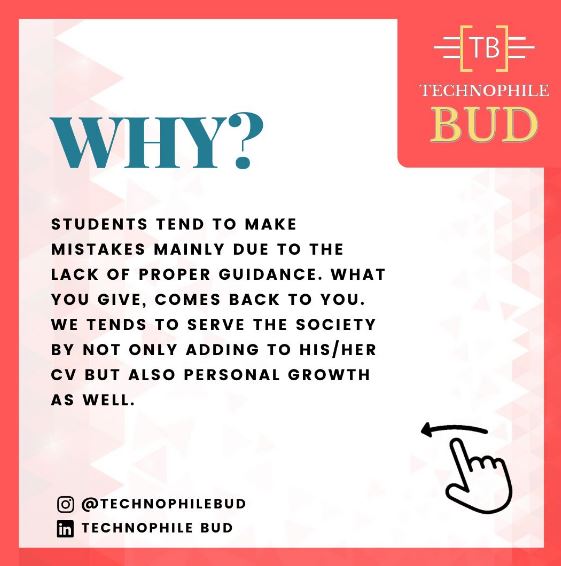 TB
TECHNOPHILE
BUD
WHY?
STUDENTS TEND TO MAKE
MISTAKES MAINLY DUE TO THE
LACK OF PROPER GUIDANCE. WHAT
YOU GIVE, COMES BACK TO YOU.
WE TENDS TO SERVE THE SOCIETY
BY NOT ONLY ADDING TO HIS/HER
CV BUT ALSO PERSONAL GROWTH
AS WELL.
@TECHNOPHILEBUD
in TECHNOPHILE BUD